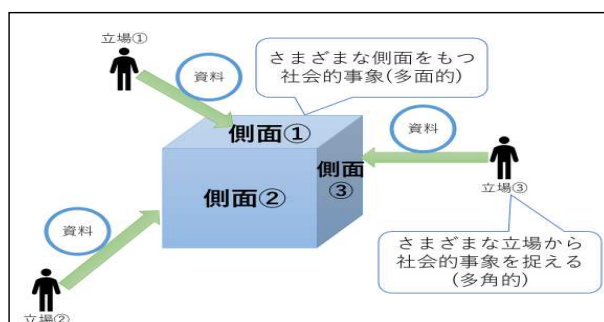 立場①
資料
さまざまな側面をもつ
社会的事象(多面的)
側面①
側面②
側面
③
資料
立場③
資料
さまざまな立場から
社会的事象を捉える
(多角的)
立場②